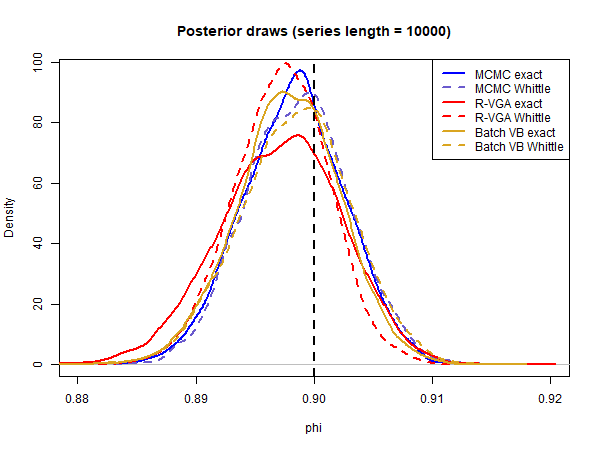 Posterior draws (series length = 10000)
MCMC exact
MCMC Whittle
R-VGA exact
R-VGA Whittle
Batch VB exact
Batch VB Whittle
Density
100
80
60
40
20
0
0.88 0.89 0.90 0.91 0.92
phi